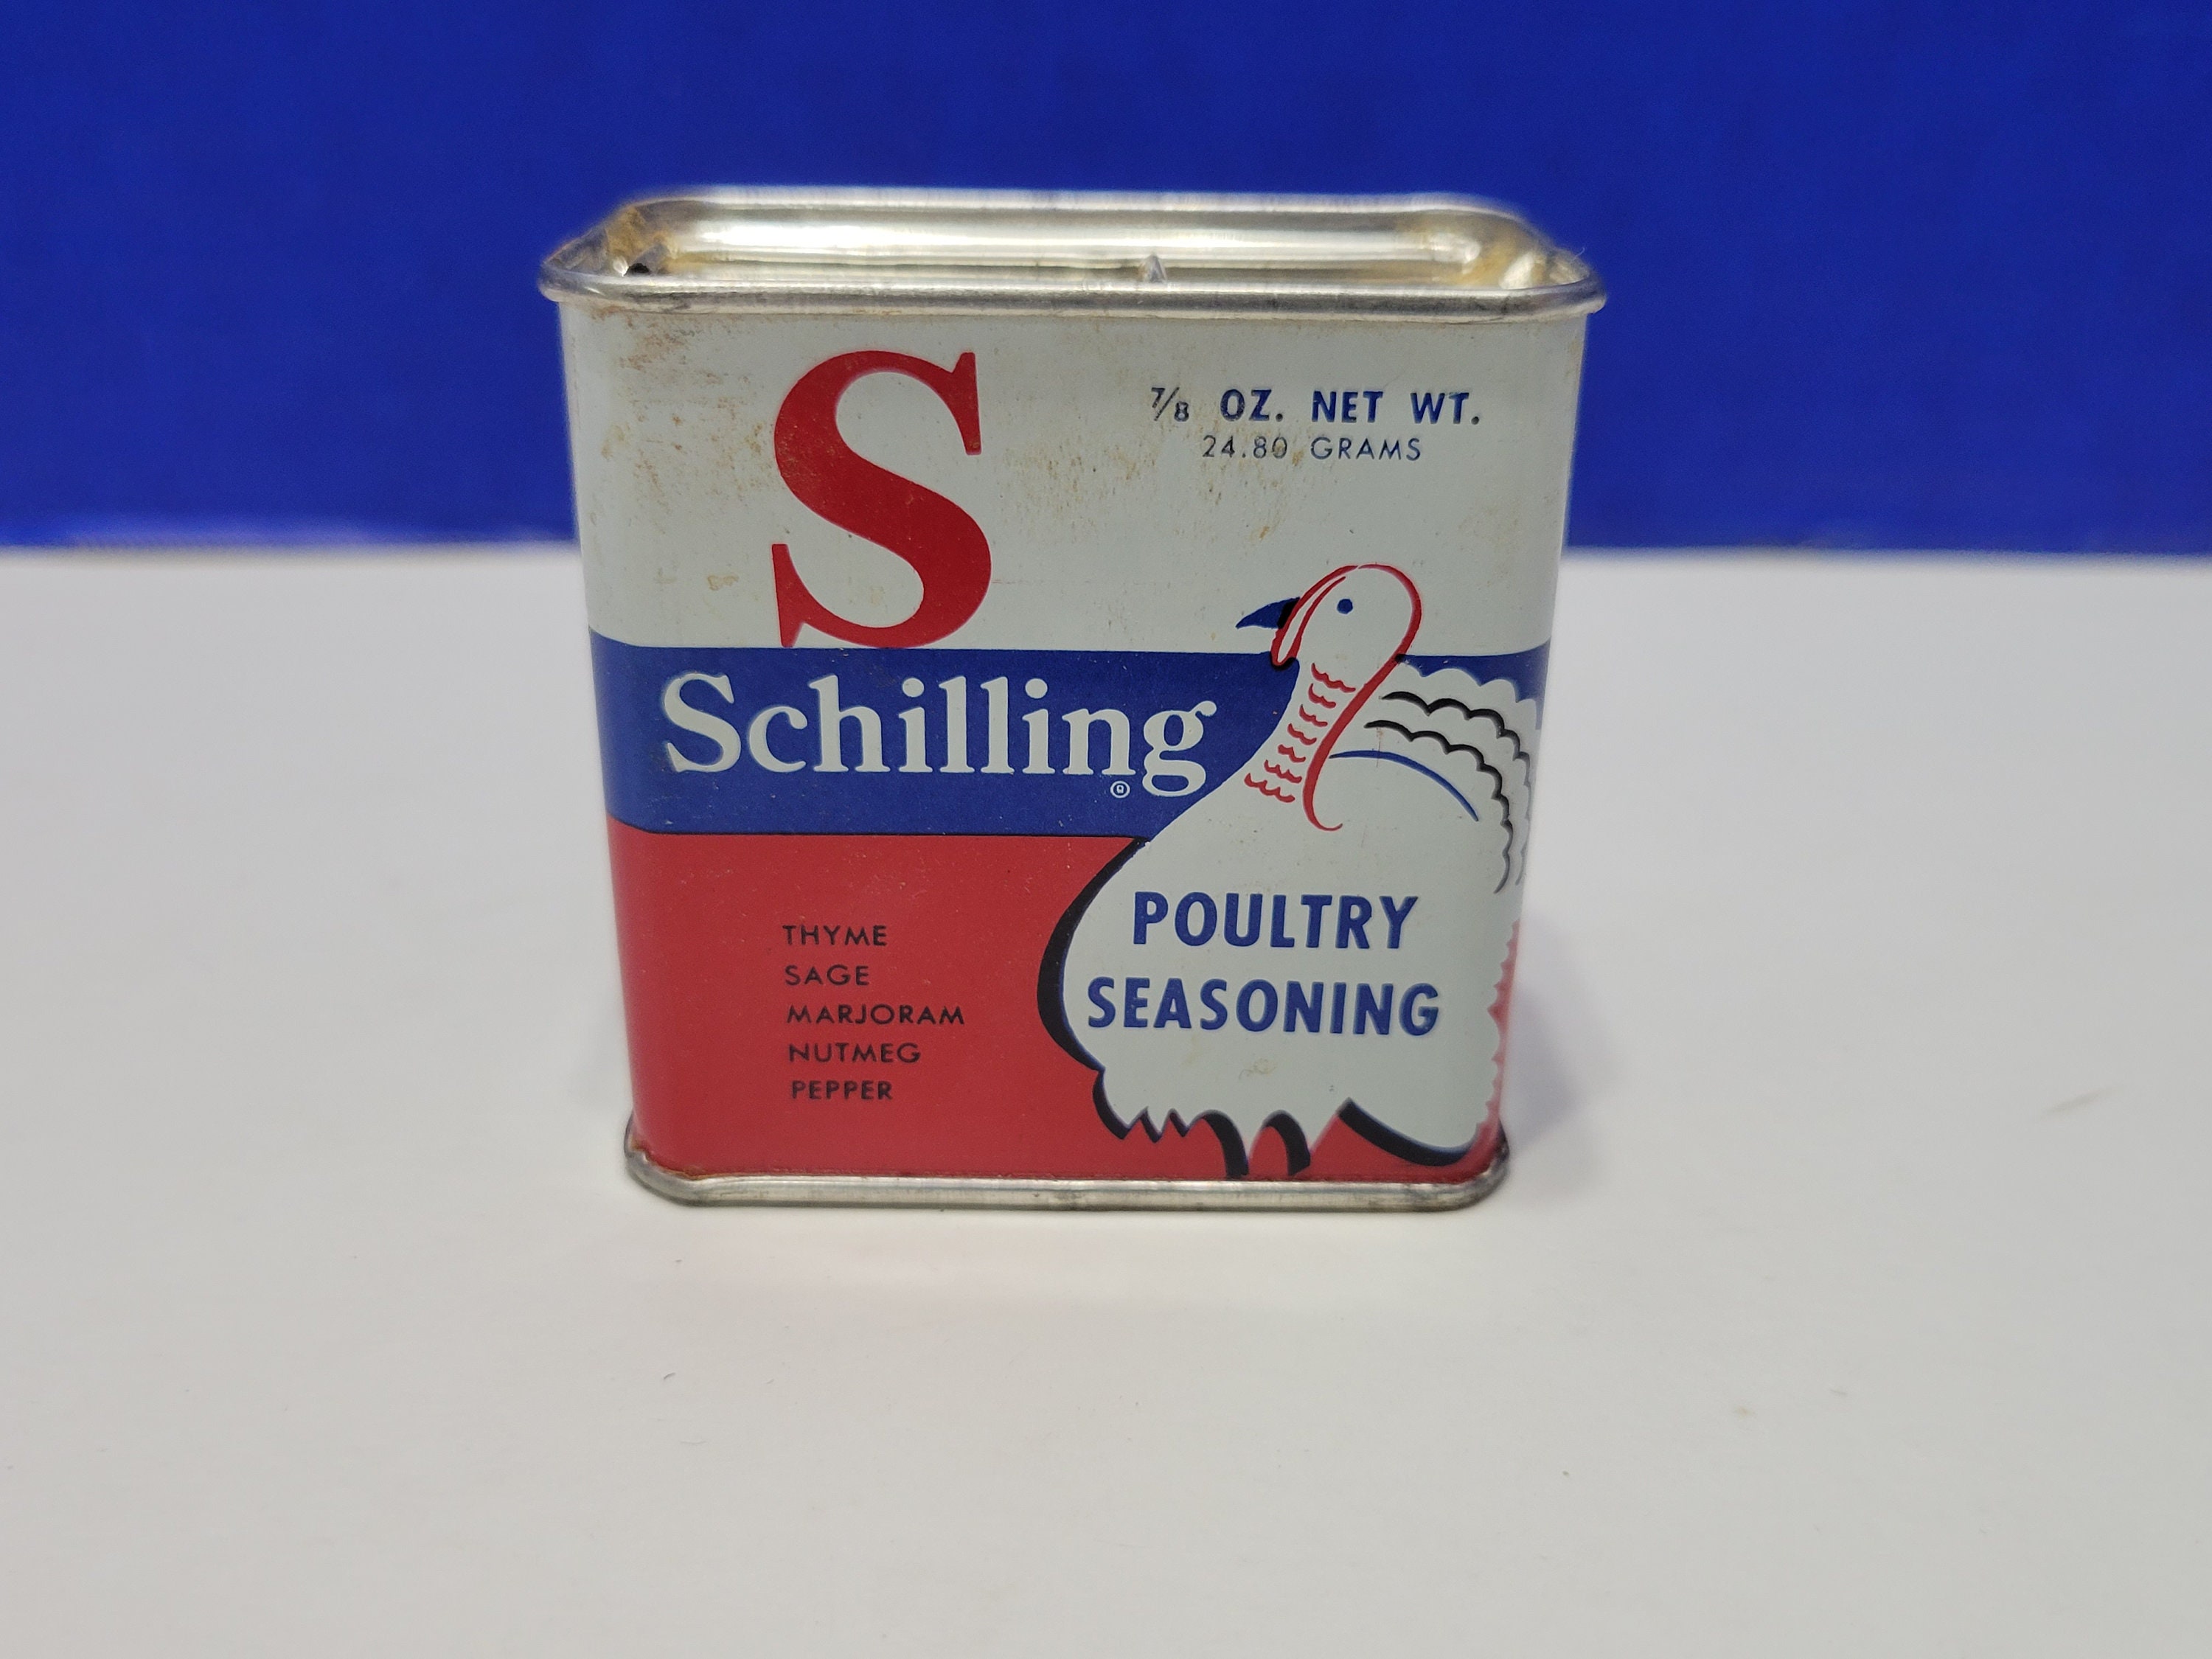 S
⅞ OZ. NET WT.
24.80 GRAMS
Schilling
®
POULTRY
SEASONING
THYME
SAGE
MARJORAM
NUTMEG
PEPPER